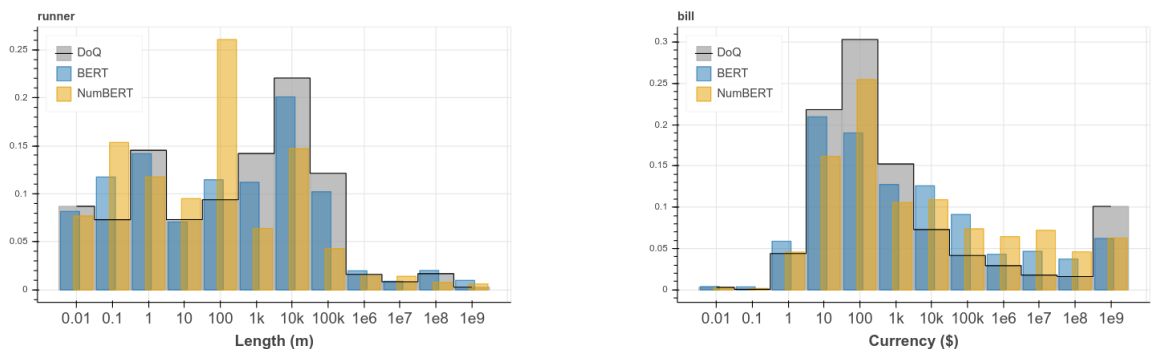 runner
0.25
0.2
0.15
0.1
0.05
0
DoQ
BERT
NumBERT
0.01 0.1 1 10 100 1k 10k 100k 1e6 1e7 1e8 1e9
Length (m)
bill
0.3
0.25
0.2
0.15
0.1
0.05
0
DoQ
BERT
NumBERT
0.01 0.1 1 10 100 1k 10k 100k 1e6 1e7 1e8 1e9
Currency ($)